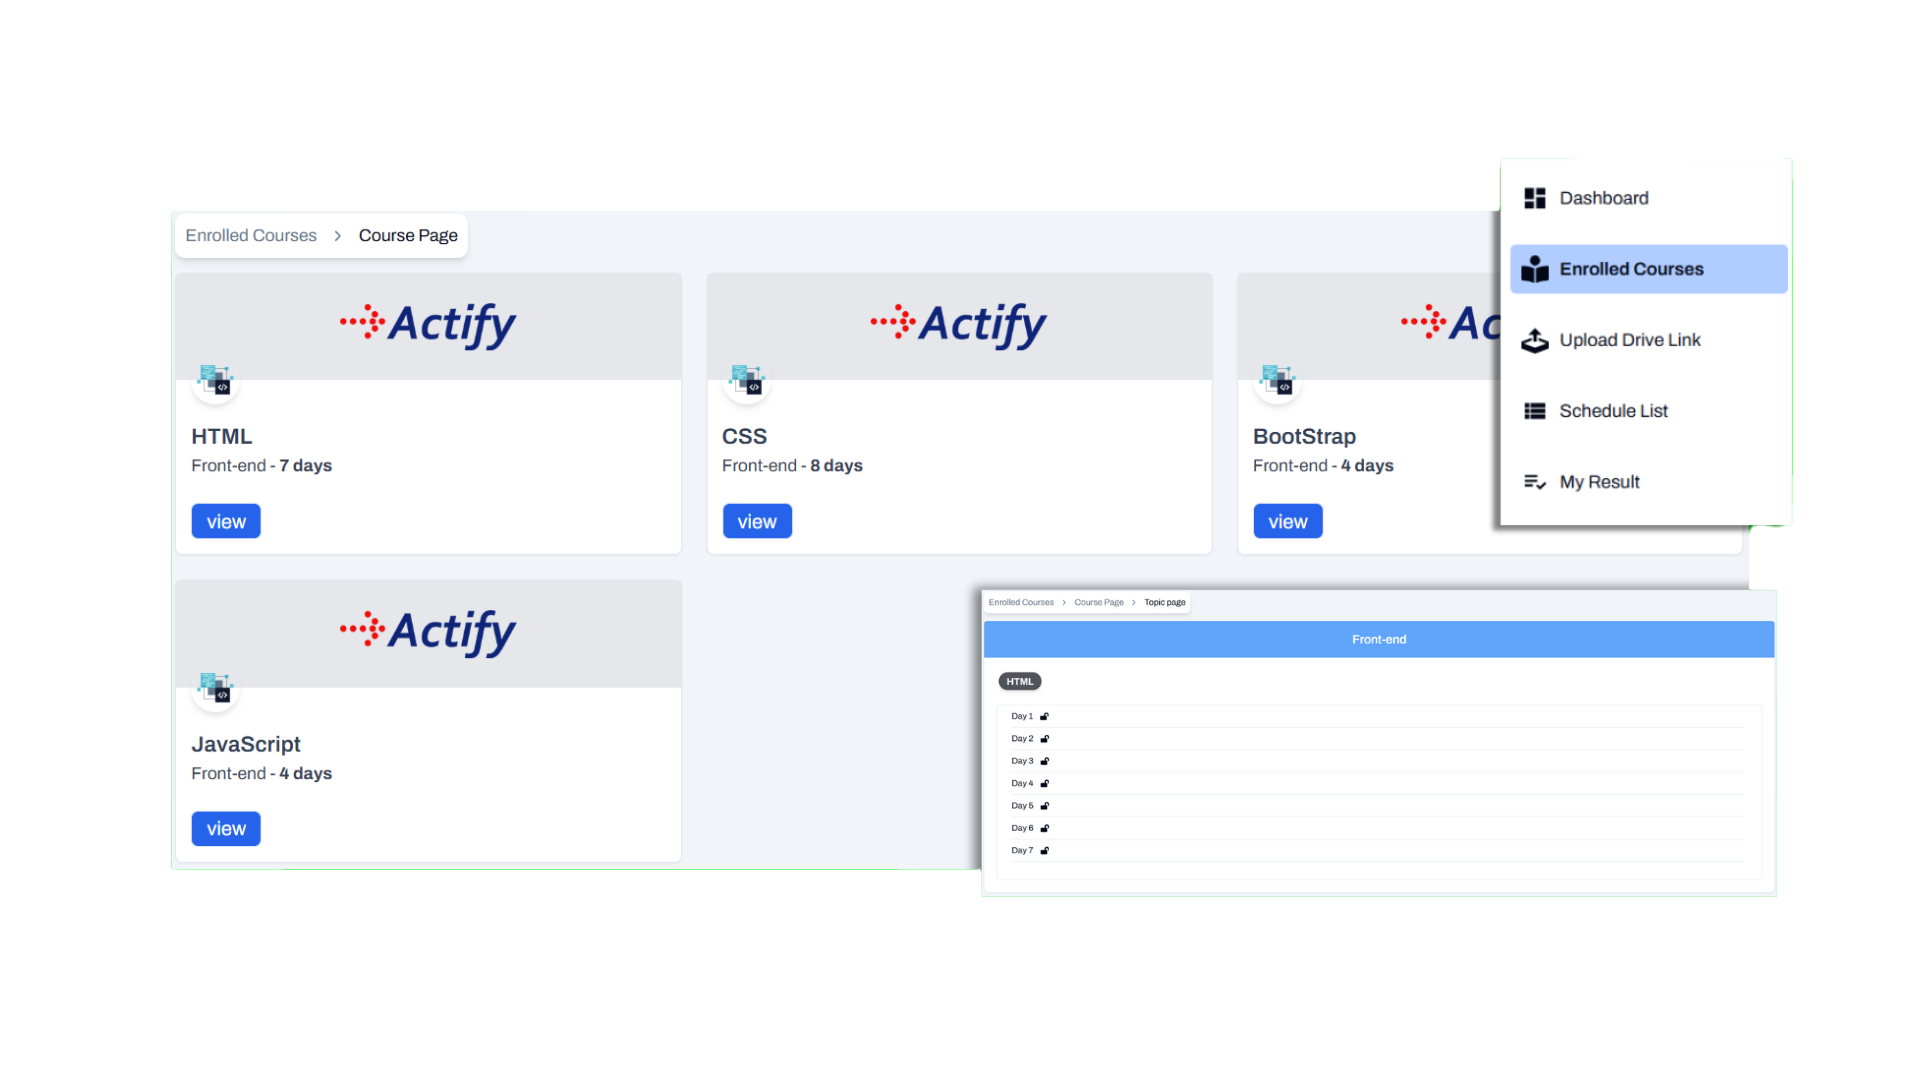 Enrolled Courses > Course Page
Actify
HTML
Front-end - 7 days
view
Actify
CSS
Front-end - 8 days
view
BootStrap
Front-end - 4 days
view
Actify
JavaScript
Front-end - 4 days
view
Dashboard
Enrolled Courses
Upload Drive Link
Schedule List
My Result
Enrolled Courses > Course Page > Topic page
Front-end
HTML
Day 1
Day 2
Day 3
Day 4
Day 5
Day 6
Day 7